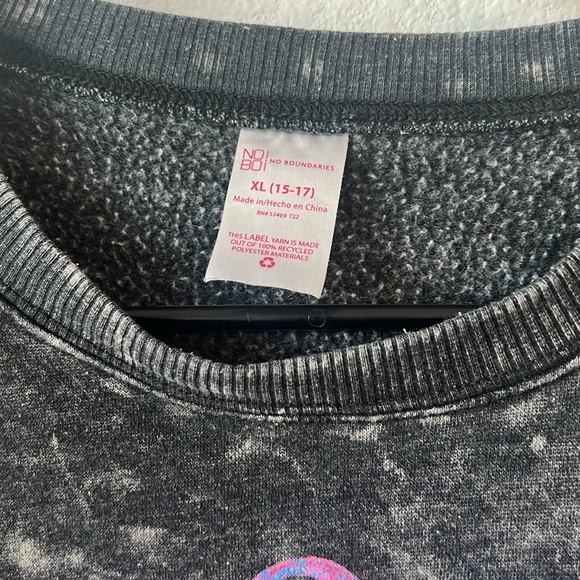 NO!
BO!
NO BOUNDARIES
XL (15-17)
Made in/Hecho en China
RN# 52469 T22
THIS LABEL YARN IS MADE
OUT OF 100% RECYCLED
POLYESTER MATERIALS